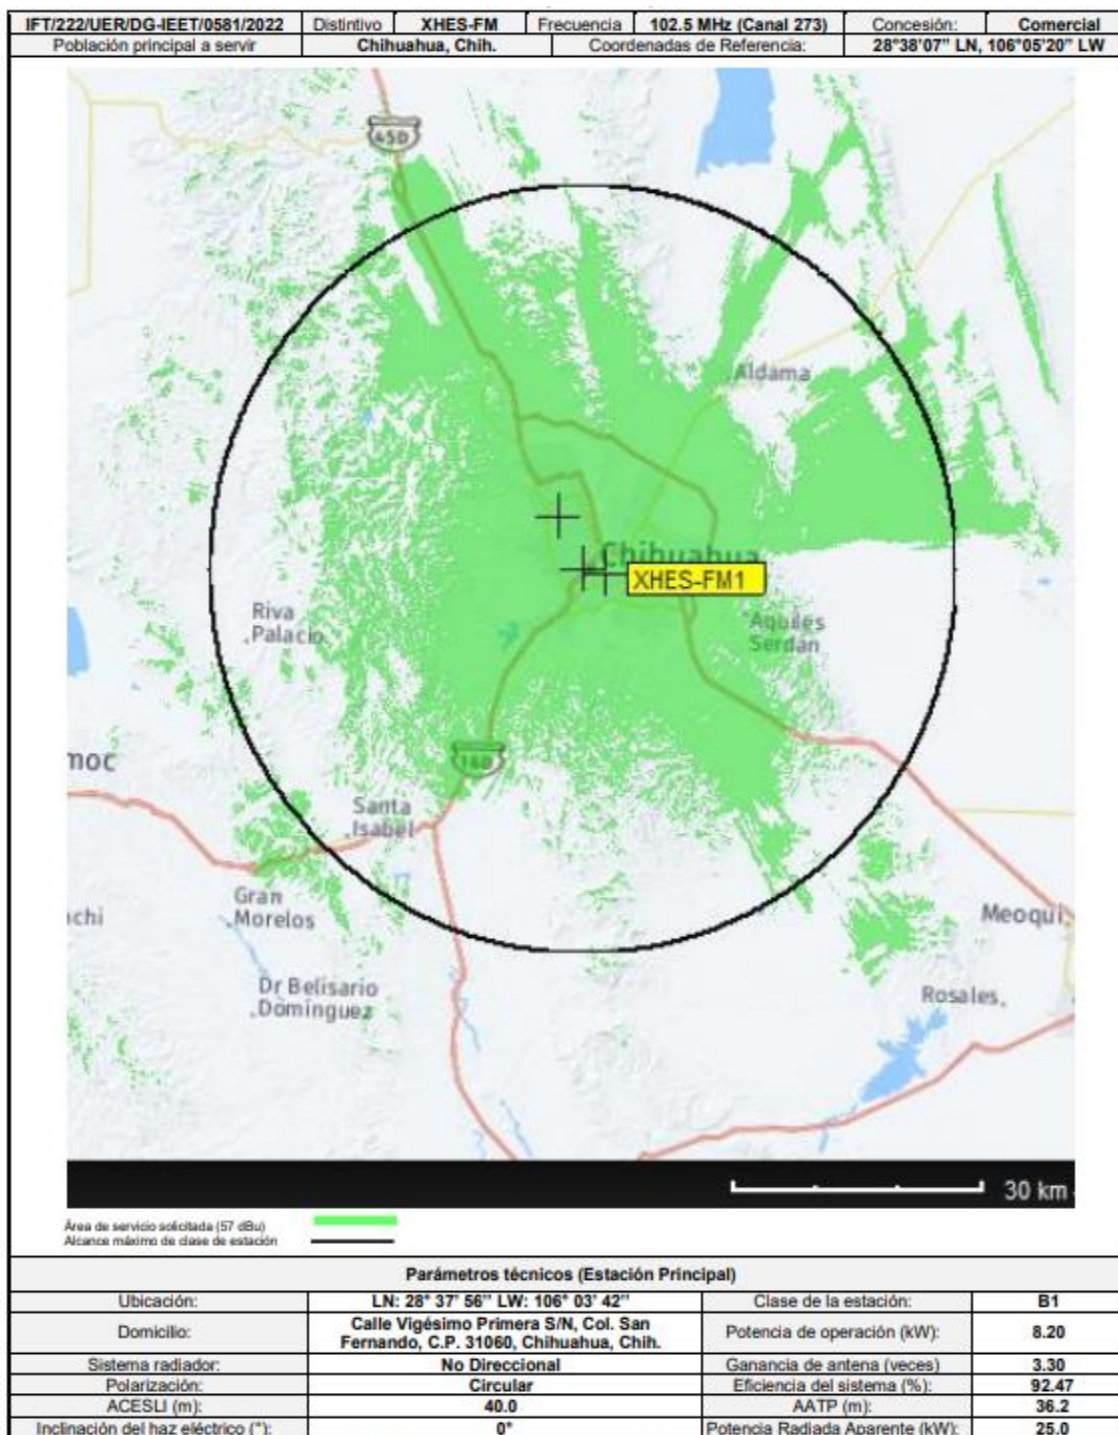 IFT/222/UER/DG-IEET/0581/2022 Distintivo XHES-FM Frecuencia 102.5 MHz (Canal 273) Concesión: Comercial
Población principal a servir Chihuahua, Chih. Coordenadas de Referencia: 28°38'07" LN, 106°05'20" LW
45D
Aldama
Chihuahua
XHES-FM1
Riva
Palacio
Aquiles
Serdán
moc
16D
Santa
Isabel
Gran
Morelos
achi
Meoqui
Dr Belisario
Domínguez
Rosales
30 km
Área de servicio solicitada (57 dBu)
Alcance máximo de clase de estación
Parámetros técnicos (Estación Principal)
Ubicación: LN: 28° 37' 56'' LW: 106° 03' 42'' Clase de la estación: B1
Domicilio: Calle Vigésimo Primera S/N, Col. San
Fernando, C.P. 31060, Chihuahua, Chih. Potencia de operación (kW): 8.20
Sistema radiador: No Direccional Ganancia de antena (veces) 3.30
Polarización: Circular Eficiencia del sistema (%): 92.47
ACESLI (m): 40.0 AATP (m): 36.2
Inclinación del haz eléctrico (°): 0° Potencia Radiada Aparente (kW): 25.0